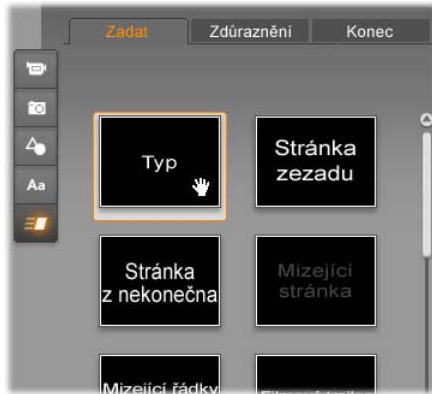 Zadat Zdůraznění Konec
Aa
Typ
Stránka
zezadu
Stránka
z nekonečna
Mizející
stránka
Mizející řádky